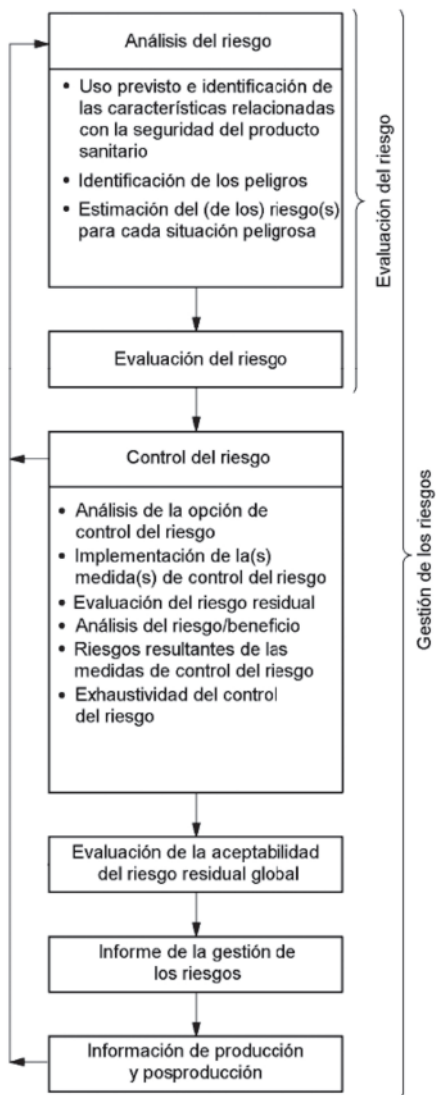 Análisis del riesgo
• Uso previsto e identificación de
las características relacionadas
con la seguridad del producto
sanitario
• Identificación de los peligros
• Estimación del (de los) riesgo(s)
para cada situación peligrosa
Evaluación del riesgo
Evaluación del riesgo
Control del riesgo
• Análisis de la opción de
control del riesgo
• Implementación de la(s)
medida(s) de control del riesgo
• Evaluación del riesgo residual
• Análisis del riesgo/beneficio
• Riesgos resultantes de las
medidas de control del riesgo
• Exhaustividad del control
del riesgo
Gestión de los riesgos
Evaluación de la aceptabilidad
del riesgo residual global
Informe de la gestión de
los riesgos
Información de producción
y posproducción